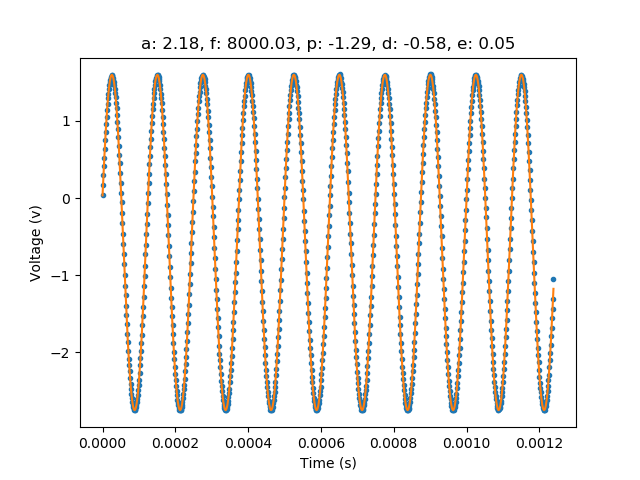 a: 2.18, f: 8000.03, p: -1.29, d: -0.58, e: 0.05
1
0
−1
−2
Voltage (v)
0.0000 0.0002 0.0004 0.0006 0.0008 0.0010 0.0012
Time (s)